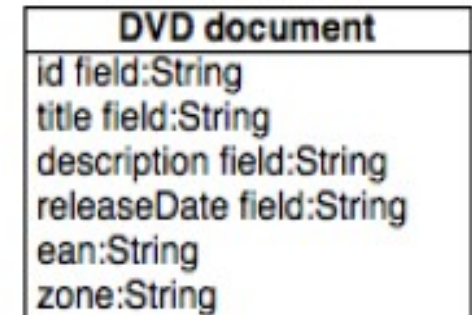 DVD document
id field:String
title field:String
description field:String
releaseDate field:String
ean:String
zone:String